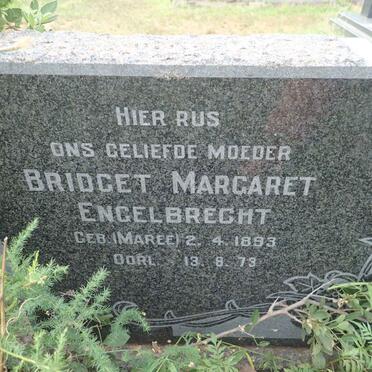 HIER RUS
ONS GELIEFDE MOEDER
BRIDGET MARGARET
ENGELBRECHT
GEB.(MAREE) 2. 4. 1893
OORL. 13. 8. 73